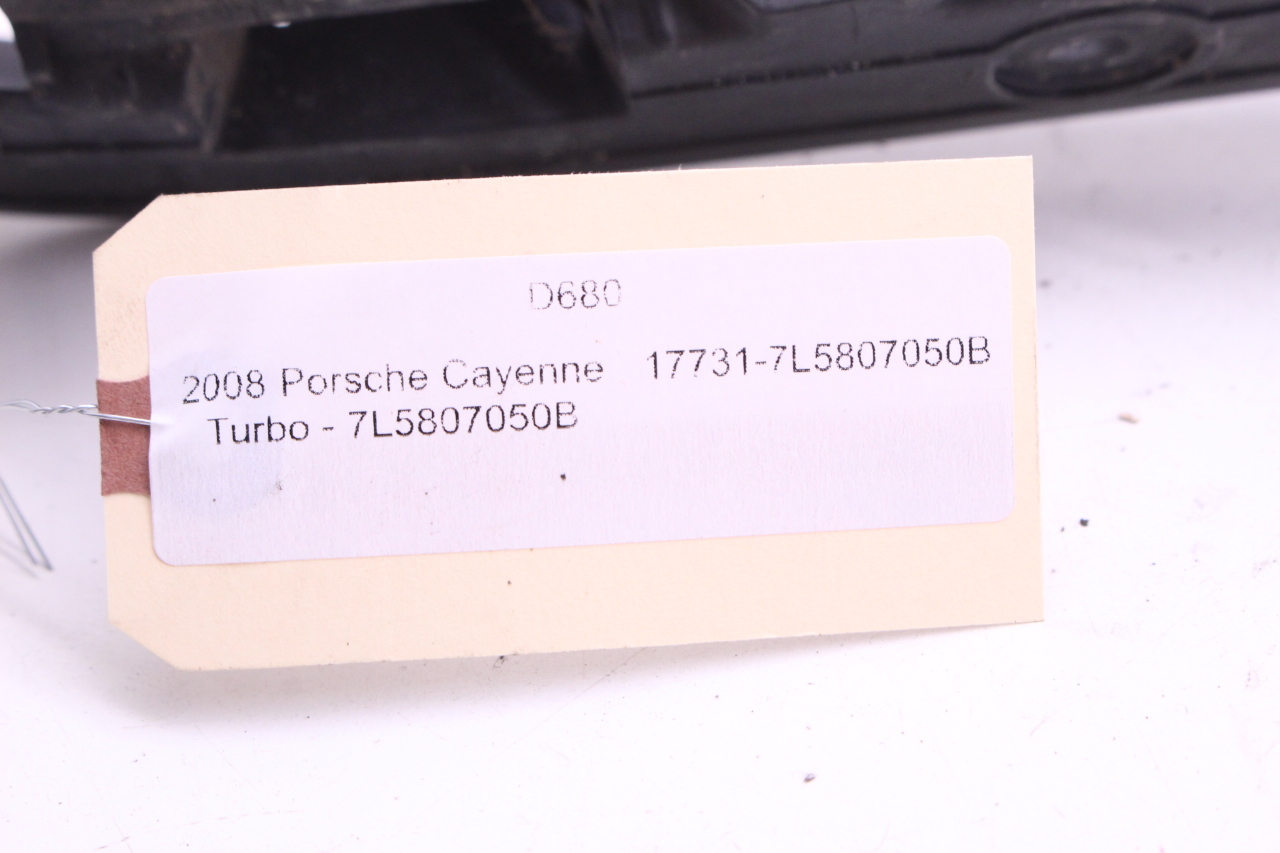 D680
2008 Porsche Cayenne 17731-7L5807050B
Turbo - 7L5807050B